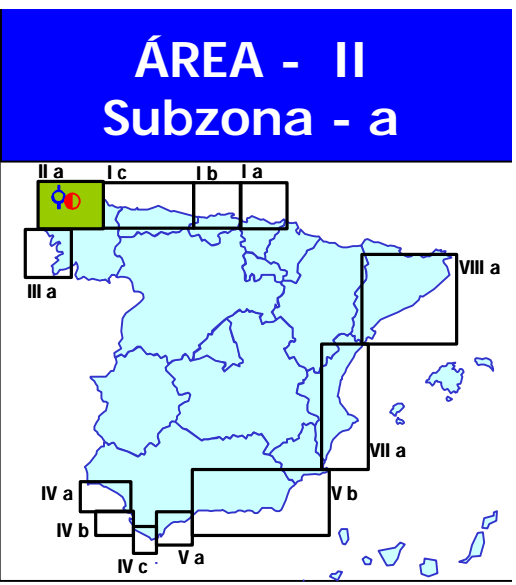 ÁREA - II
Subzona - a
II a
I c
I b
I a
III a
VIII a
VII a
IV a
V b
IV b
V a
IV c